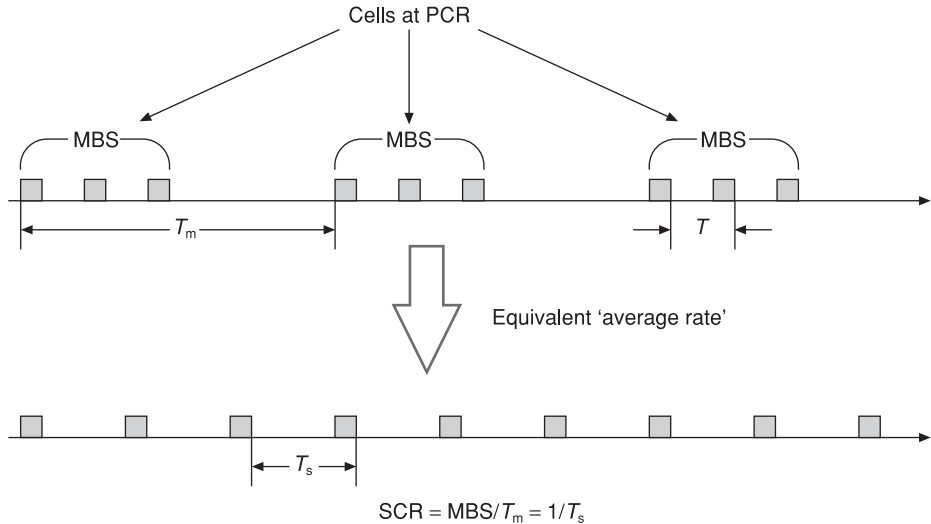 Cells at PCR
MBS MBS MBS
Tm T
Equivalent ‘average rate’
Ts
SCR = MBS/Tm = 1/Ts